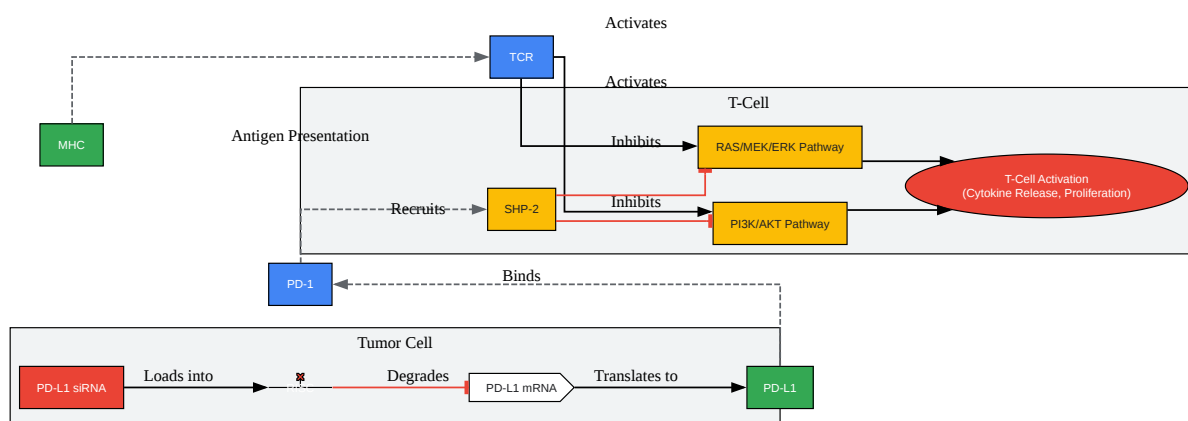 Activates
TCR
Activates
T-Cell
MHC
Antigen Presentation
Inhibits
RAS/MEK/ERK Pathway
T-Cell Activation
(Cytokine Release, Proliferation)
Recruits
SHP-2
Inhibits
PI3K/AKT Pathway
PD-1
Binds
Tumor Cell
PD-L1 siRNA
Loads into
Degrades
PD-L1 mRNA
Translates to
PD-L1